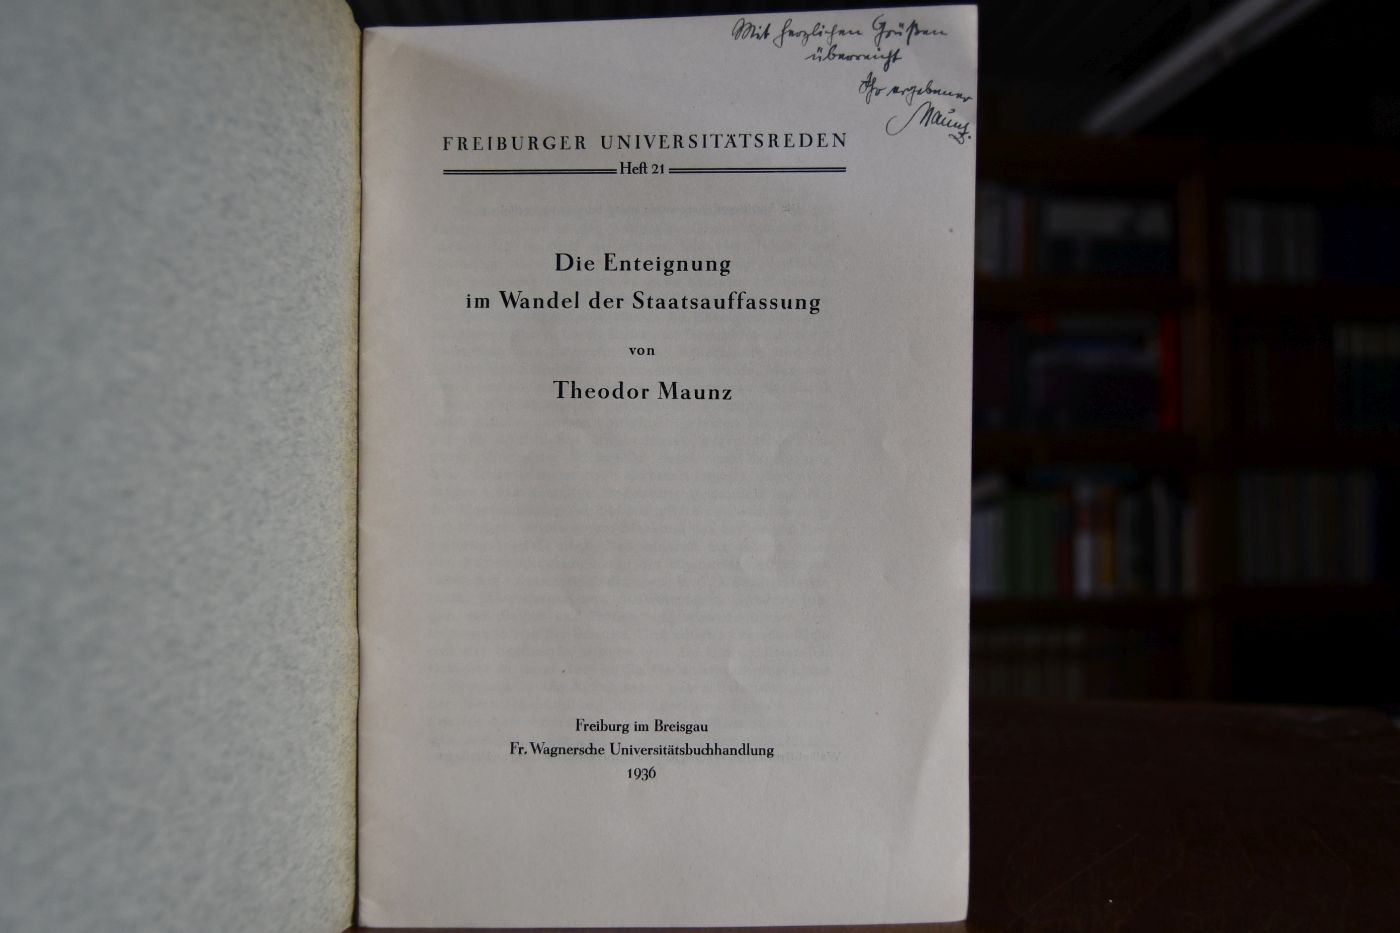 Mit herzlichen Grüßen
überreicht
Ihr ergebener
Maunz.
FREIBURGER UNIVERSITÄTSREDEN
Heft 21
Die Enteignung
im Wandel der Staatsauffassung
von
Theodor Maunz
Freiburg im Breisgau
Fr. Wagnersche Universitätsbuchhandlung
1936